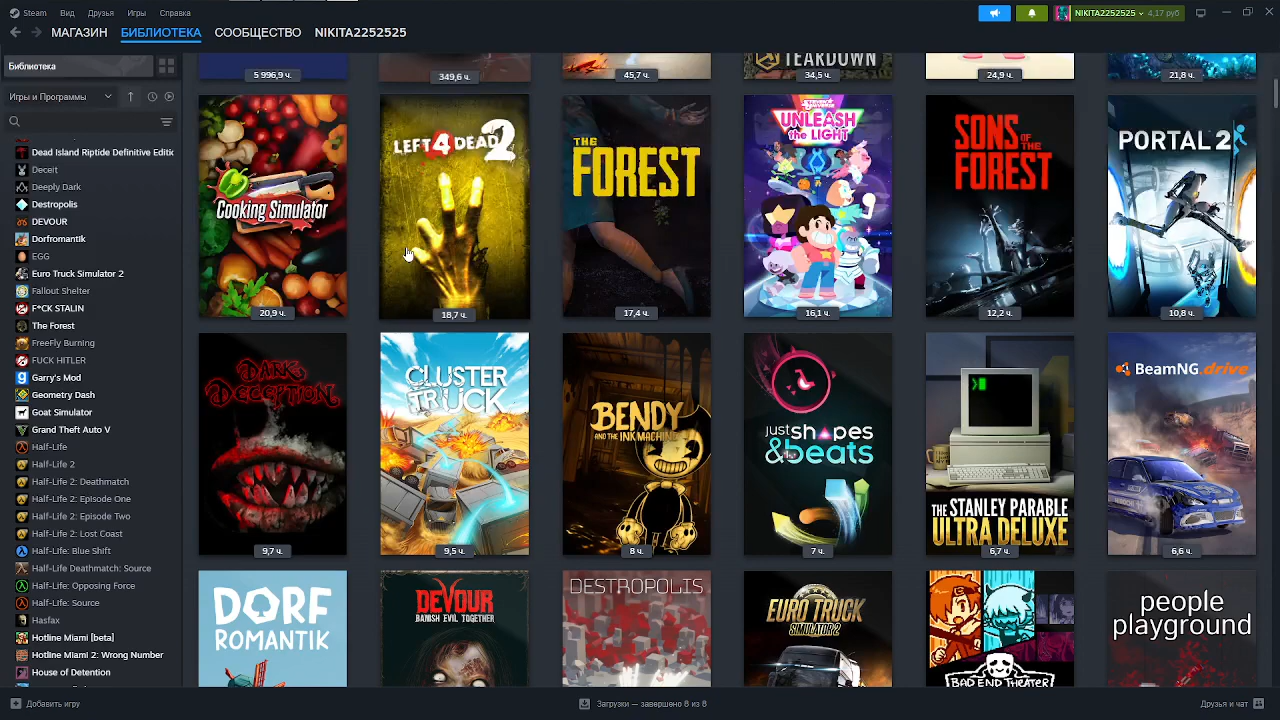 Steam Вид Друзья Игры Справка
NIKITA2252525 4,17 руб
МАГАЗИН БИБЛИОТЕКА СООБЩЕСТВО NIKITA2252525
Библиотека
Игры и Программы
Dead Island Riptide Definitive Editic
Deceit
Deeply Dark
Destropolis
DEVOUR
Dorfromantik
EGG
Euro Truck Simulator 2
Fallout Shelter
F*CK STALIN
The Forest
FreeFly Burning
FUCK HITLER
Garry's Mod
Geometry Dash
Goat Simulator
Grand Theft Auto V
Half-Life
Half-Life 2
Half-Life 2: Deathmatch
Half-Life 2: Episode One
Half-Life 2: Episode Two
Half-Life 2: Lost Coast
Half-Life: Blue Shift
Half-Life Deathmatch: Source
Half-Life: Opposing Force
Half-Life: Source
Hasfax
Hotline Miami [beta]
Hotline Miami 2: Wrong Number
House of Detention
TEARDOWN
5 996,9 ч. 349,6 ч. 45,7 ч. 34,5 ч. 24,9 ч. 21,8 ч.
Cooking Simulator
LEFT 4 DEAD 2
THE
FOREST
UNLEASH
the LIGHT
SONS OF THE
FOREST
PORTAL 2
20,9 ч. 18,7 ч. 17,4 ч. 16,1 ч. 12,2 ч. 10,8 ч.
DARK
DECEPTION
CLUSTER
TRUCK
BENDY
AND THE INK MACHINE
just shapes
&beats
THE STANLEY PARABLE
ULTRA DELUXE
BeamNG.drive
9,7 ч. 9,5 ч. 8 ч. 7 ч. 6,7 ч. 6,6 ч.
DORF
ROMANTIK
DEVOUR
BANISH EVIL TOGETHER
DESTROPOLIS
EURO TRUCK
SIMULATOR 2
BAD END THEATER
people
playground
Добавить игру
Загрузки — завершено 8 из 8
Друзья и чат